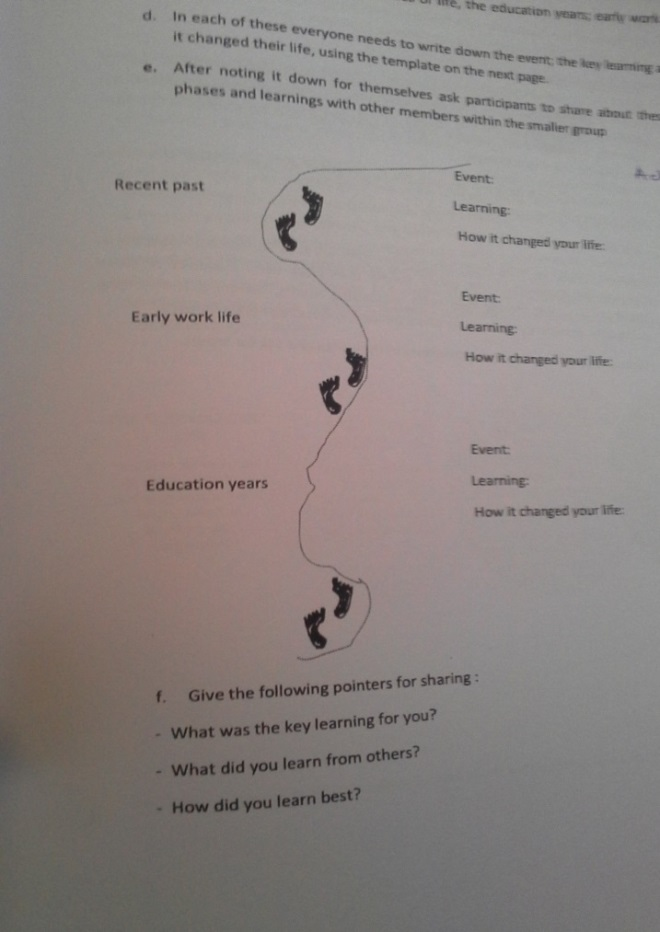 life, the education years; early work
d. In each of these everyone needs to write down the event; the key learning
it changed their life, using the template on the next page.
e. After noting it down for themselves ask participants to share about
phases and learnings with other members within the smaller group
Recent past
Event:
Learning:
How it changed your life:
Early work life
Event:
Learning:
How it changed your life:
Education years
Event:
Learning:
How it changed your life:
f. Give the following pointers for sharing :
- What was the key learning for you?
- What did you learn from others?
- How did you learn best?